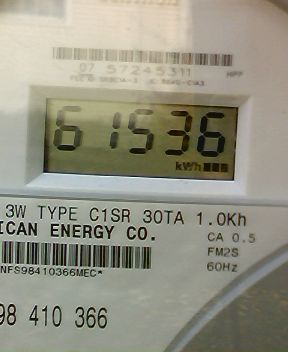 07 57245311 HPP
61536
kWh
3W TYPE C1SR 30TA 1.0Kh
ICAN ENERGY CO.
CA 0.5
FM2S
NFS98410366MEC*
60Hz
98 410 366